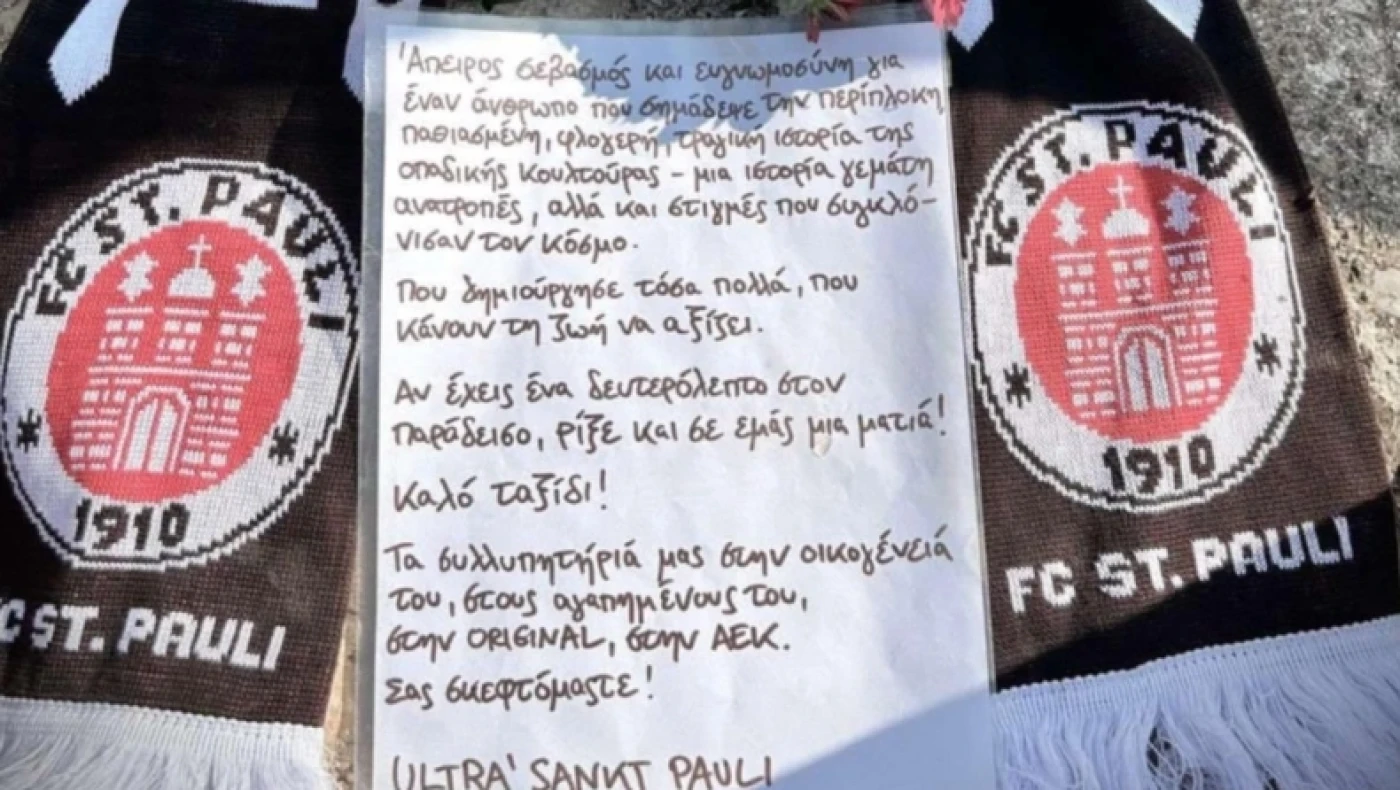 Άπειρος σεβασμός και ευγνωμοσύνη για
έναν άνθρωπο που σημάδεψε την περίπλοκη
παθιασμένη, φλογερή, τραγική ιστορία της
οπαδικής κουλτούρας - μια ιστορία γεμάτη
ανατροπές, αλλά και στιγμές που συγκλό-
νισαν τον κόσμο.
Που δημιούργησε τόσα πολλά, που
κάνουν τη ζωή να αξίζει.
Αν έχεις ένα δευτερόλεπτο στον
παράδεισο, ρίξε και σε εμάς μια ματιά!
Καλό ταξίδι!
Τα συλλυπητήριά μας στην οικογένειά
του, στους αγαπημένους του,
στην ORIGINAL, στην ΑΕΚ.
Σας σκεφτόμαστε!
ULTRA' SANKT PAULI
FC ST. PAULI
1910
FC ST. PAULI
FC ST. PAULI
1910
FC ST. PAULI